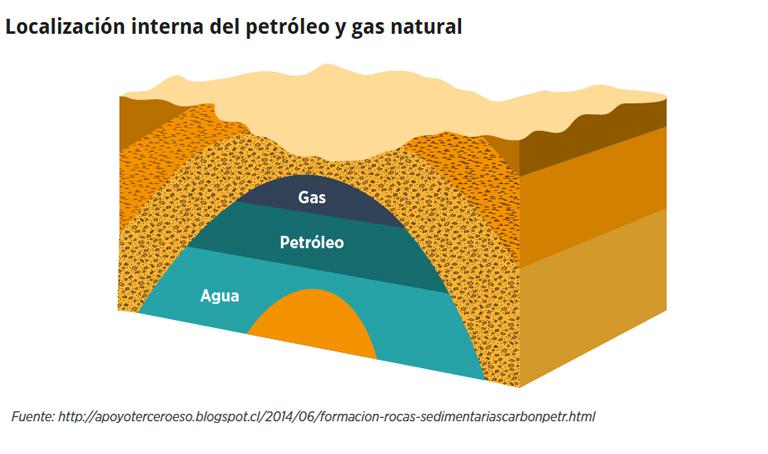 Localización interna del petróleo y gas natural
Gas
Petróleo
Agua
Fuente: http://apoyoterceroeso.blogspot.cl/2014/06/formacion-rocas-sedimentariascarbonpetr.html